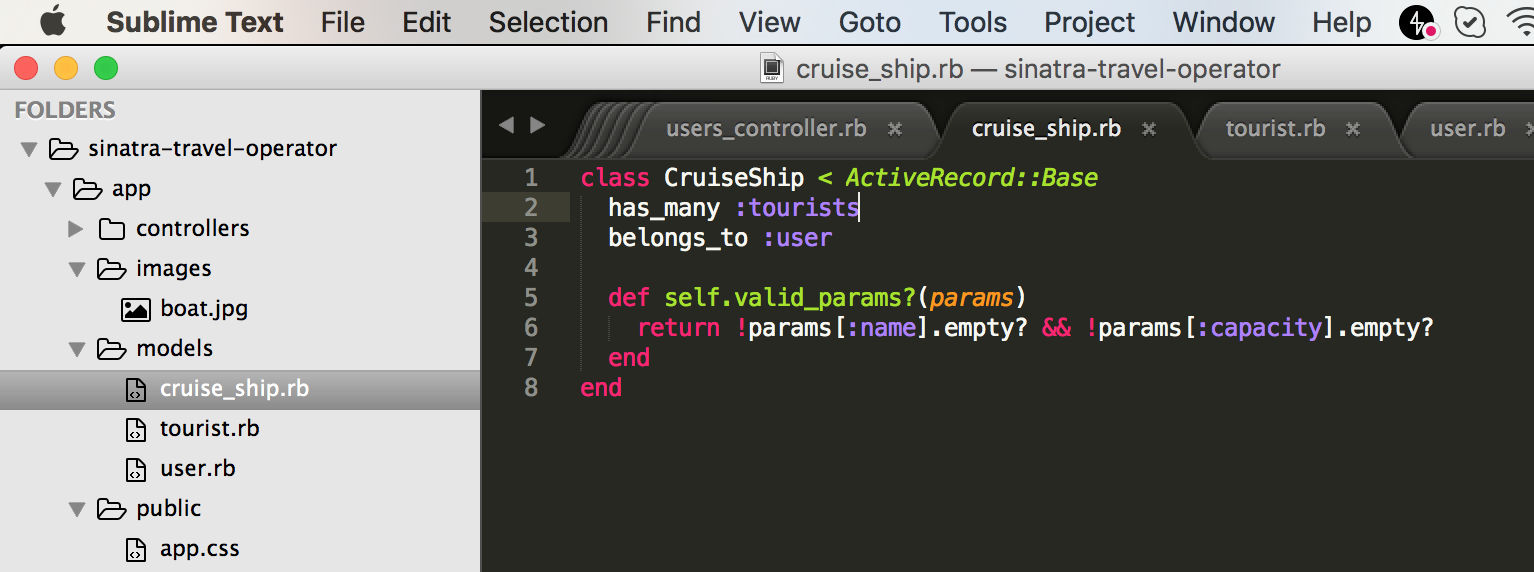 Sublime Text File Edit Selection Find View Goto Tools Project Window Help
cruise_ship.rb — sinatra-travel-operator
FOLDERS
sinatra-travel-operator
app
controllers
images
boat.jpg
models
cruise_ship.rb
tourist.rb
user.rb
public
app.css
users_controller.rb cruise_ship.rb tourist.rb user.rb
1 class CruiseShip < ActiveRecord::Base
2   has_many :tourists
3   belongs_to :user
4
5   def self.valid_params?(params)
6     return !params[:name].empty? && !params[:capacity].empty?
7   end
8 end